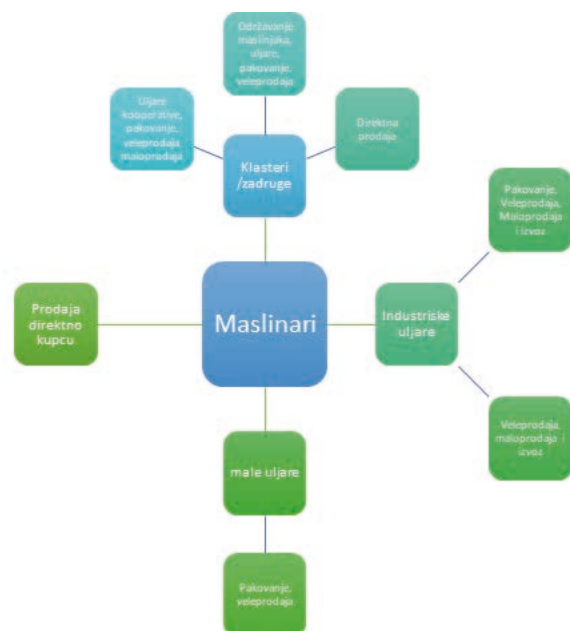 Održavanje
maslinjaka,
uljare,
pakovanje,
veleprodaja
Uljare
kooperative,
pakovanje,
veleprodaja
maloprodaja
Direktna
prodaja
Klasteri
/zadruge
Pakovanje,
Veleprodaja,
Maloprodaja
i izvoz
Prodaja
direktno
kupcu
Maslinari
Industriske
uljare
Veleprodaja,
maloprodaja i
izvoz
male uljare
Pakovanje,
veleprodaja